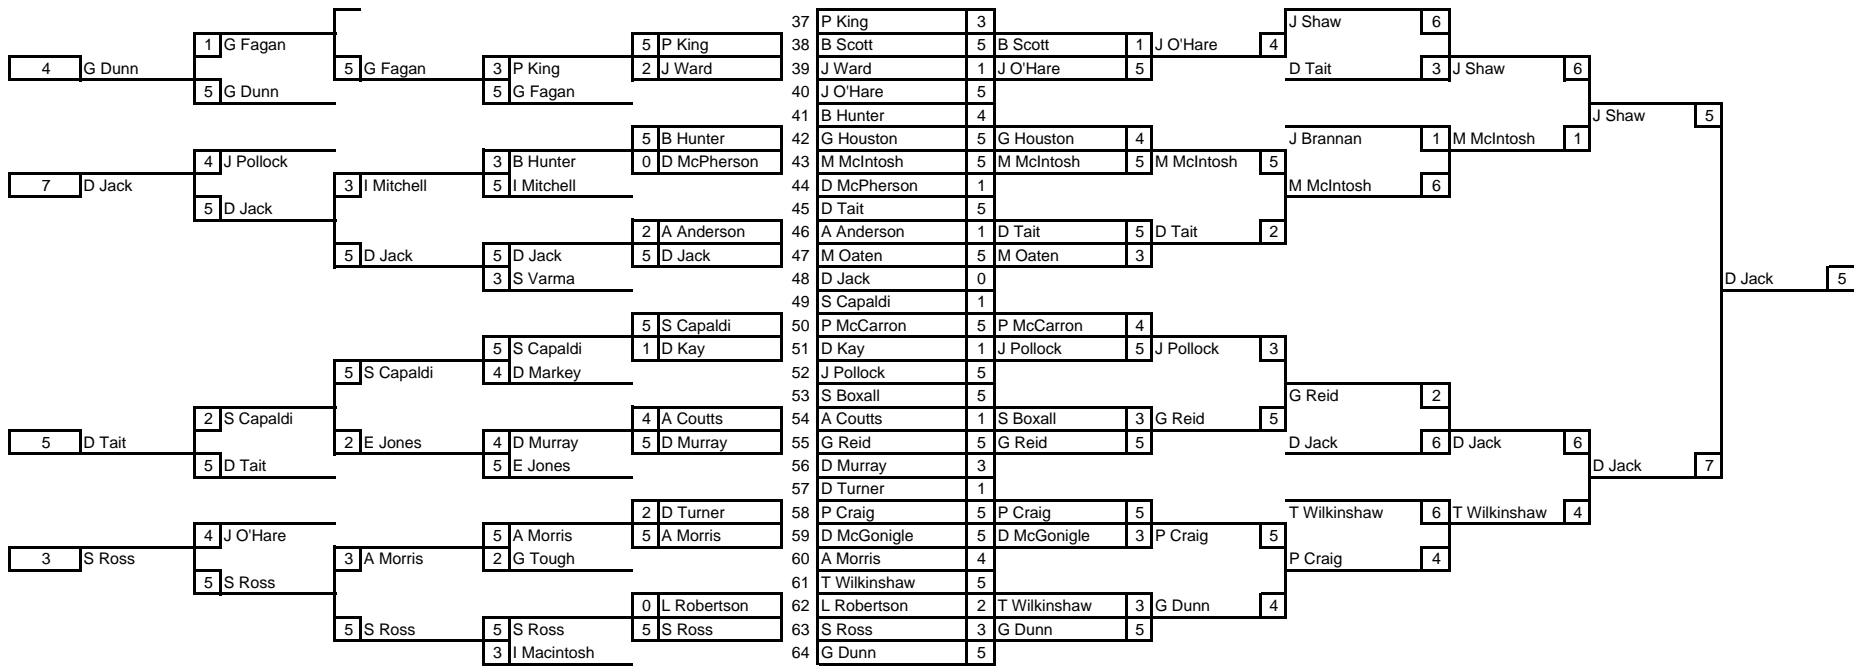 37 P King 3 J Shaw 6
1 G Fagan 5 P King 38 B Scott 5 B Scott 1 J O'Hare 4
4 G Dunn 5 G Fagan 3 P King 2 J Ward 39 J Ward 1 J O'Hare 5 D Tait 3 J Shaw 6
5 G Dunn 5 G Fagan 40 J O'Hare 5
41 B Hunter 4 J Shaw 5
5 B Hunter 42 G Houston 5 G Houston 4 J Brannan 1 M McIntosh 1
4 J Pollock 3 B Hunter 0 D McPherson 43 M McIntosh 5 M McIntosh 5 M McIntosh 5
7 D Jack 3 I Mitchell 5 I Mitchell 44 D McPherson 1 M McIntosh 6
5 D Jack 45 D Tait 5
2 A Anderson 46 A Anderson 1 D Tait 5 D Tait 2
5 D Jack 5 D Jack 5 D Jack 47 M Oaten 5 M Oaten 3
3 S Varma 48 D Jack 0 D Jack 5
49 S Capaldi 1
5 S Capaldi 50 P McCarron 5 P McCarron 4
5 S Capaldi 1 D Kay 51 D Kay 1 J Pollock 5 J Pollock 3
5 S Capaldi 4 D Markey 52 J Pollock 5
53 S Boxall 5 G Reid 2
2 S Capaldi 4 A Coutts 54 A Coutts 1 S Boxall 3 G Reid 5
5 D Tait 2 E Jones 4 D Murray 5 D Murray 55 G Reid 5 G Reid 5 D Jack 6 D Jack 6
5 D Tait 5 E Jones 56 D Murray 3 D Jack 7
57 D Turner 1
2 D Turner 58 P Craig 5 P Craig 5 T Wilkinshaw 6 T Wilkinshaw 4
4 J O'Hare 5 A Morris 5 A Morris 59 D McGonigle 5 D McGonigle 3 P Craig 5
3 S Ross 3 A Morris 2 G Tough 60 A Morris 4 P Craig 4
5 S Ross 61 T Wilkinshaw 5
0 L Robertson 62 L Robertson 2 T Wilkinshaw 3 G Dunn 4
5 S Ross 5 S Ross 5 S Ross 63 S Ross 3 G Dunn 5
3 I Macintosh 64 G Dunn 5